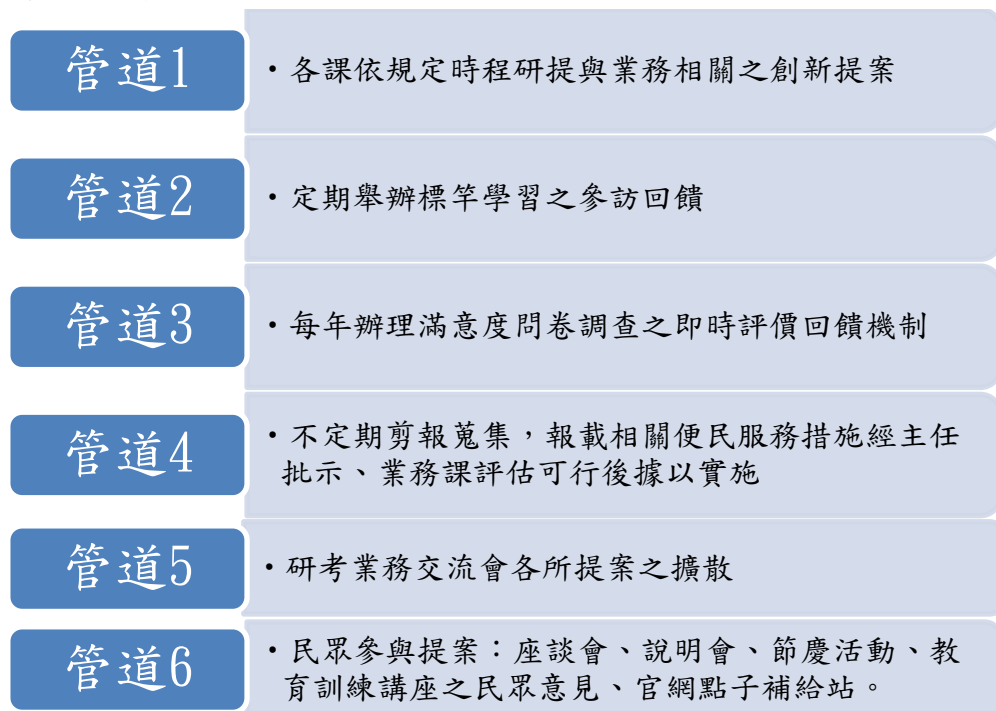 管道1
・各課依規定時程研提與業務相關之創新提案
管道2
・定期舉辦標竿學習之參訪回饋
管道3
・每年辦理滿意度問卷調查之即時評價回饋機制
管道4
・不定期剪報蒐集，報載相關便民服務措施經主任
批示、業務課評估可行後據以實施
管道5
・研考業務交流會各所提案之擴散
管道6
・民眾參與提案：座談會、說明會、節慶活動、教
育訓練講座之民眾意見、官網點子補給站。